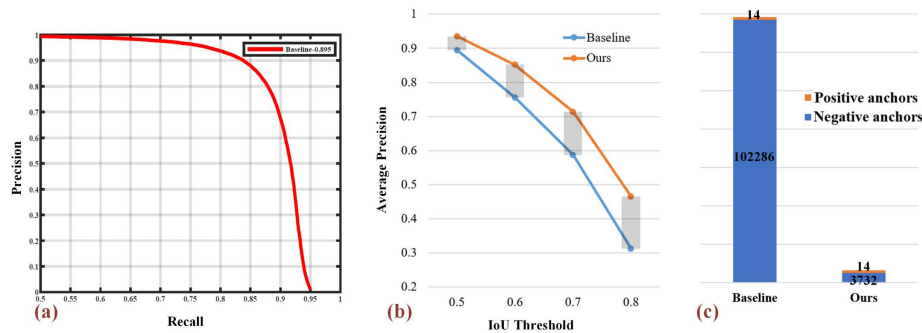 1
0.9
0.8
0.7
0.6
0.5
0.4
0.3
0.2
0.1
0
Precision
Baseline-0.895
0.5 0.55 0.6 0.65 0.7 0.75 0.8 0.85 0.9 0.95 1
Recall
(a)
1
0.9
0.8
0.7
0.6
0.5
0.4
0.3
0.2
Average Precision
Baseline
Ours
0.5 0.6 0.7 0.8
IoU Threshold
(b)
14
102286
Positive anchors
Negative anchors
14
3732
Baseline Ours
(c)